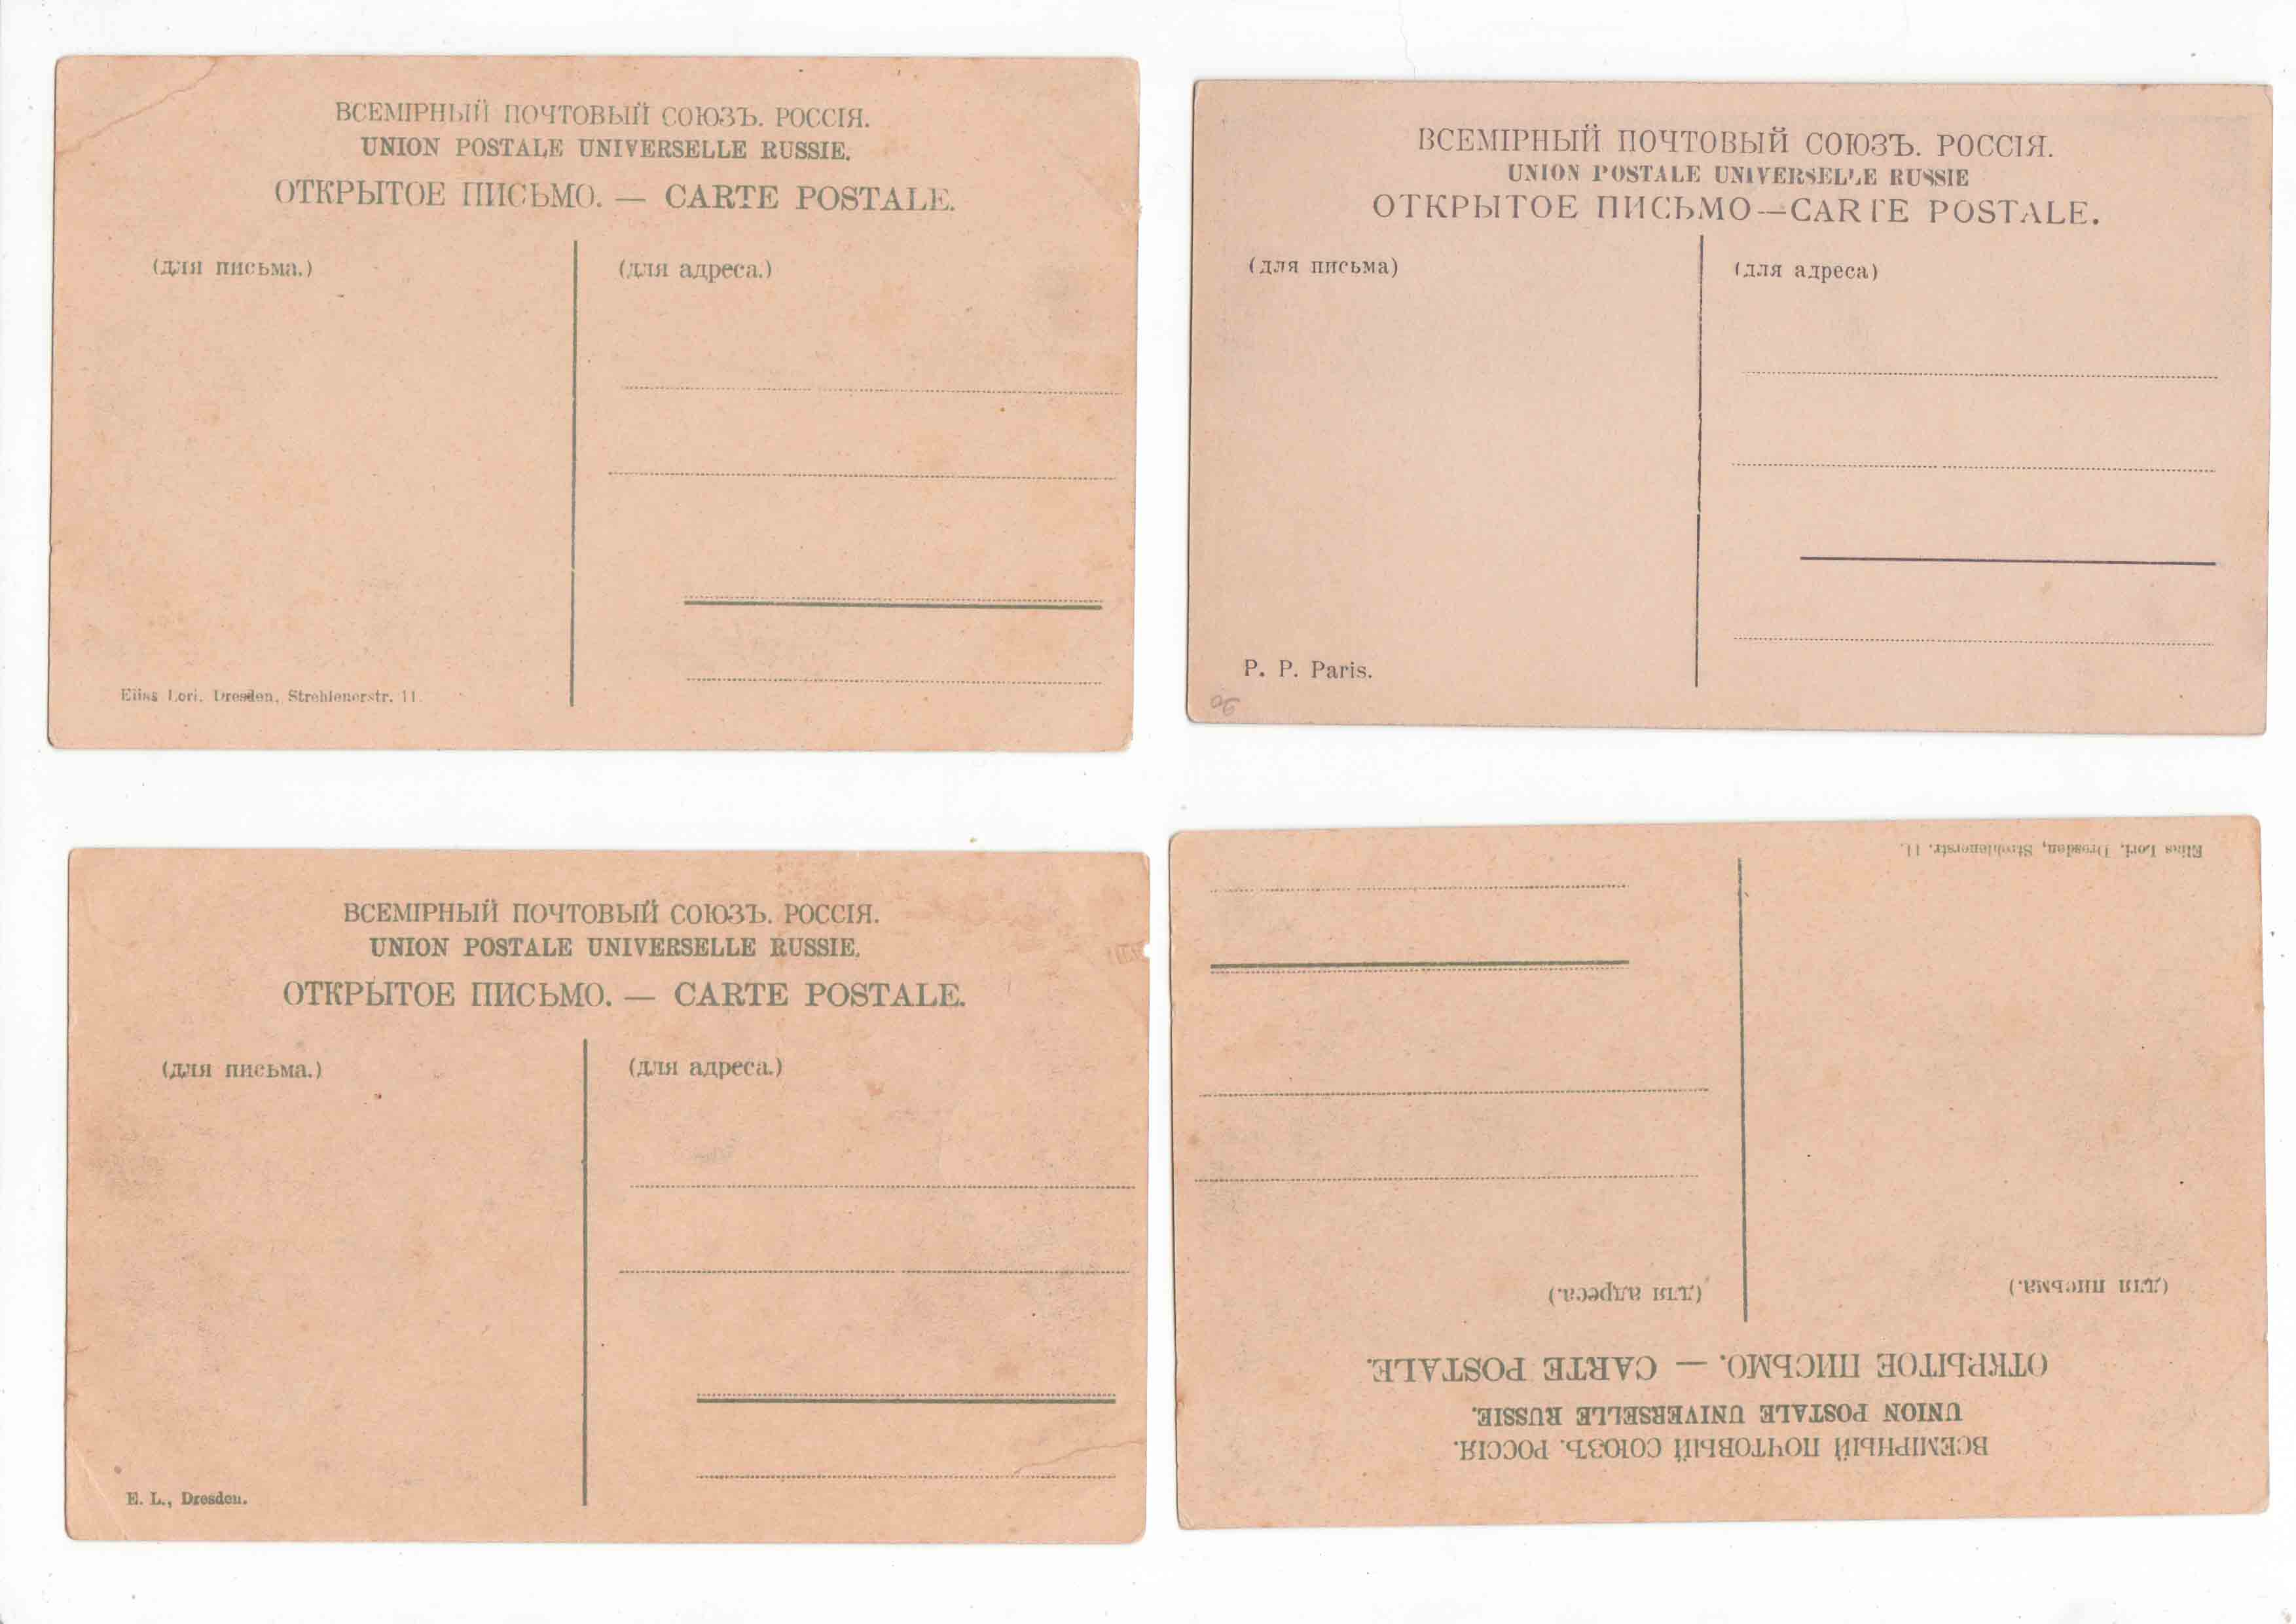 ВСЕМІРНЫЙ ПОЧТОВЫЙ СОЮЗЪ. РОССІЯ.
UNION POSTALE UNIVERSELLE RUSSIE.
ОТКРЫТОЕ ПИСЬМО. — CARTE POSTALE.
(для письма.)
(для адреса.)
Elias Lori. Dresden, Strehlenerstr. 11.
ВСЕМІРНЫЙ ПОЧТОВЫЙ СОЮЗЪ. РОССІЯ.
UNION POSTALE UNIVERSELLE RUSSIE
ОТКРЫТОЕ ПИСЬМО—CARTE POSTALE.
(для письма)
(для адреса)
P. P. Paris.
ВСЕМІРНЫЙ ПОЧТОВЫЙ СОЮЗЪ. РОССІЯ.
UNION POSTALE UNIVERSELLE RUSSIE.
ОТКРЫТОЕ ПИСЬМО. — CARTE POSTALE.
(для письма.)
(для адреса.)
E. L., Dresden.
ВСЕМІРНЫЙ ПОЧТОВЫЙ СОЮЗЪ. РОССІЯ.
UNION POSTALE UNIVERSELLE RUSSIE.
ОТКРЫТОЕ ПИСЬМО. — CARTE POSTALE.
(для письма.)
(для адреса.)
Elias Lori. Dresden, Strehlenerstr. 11.